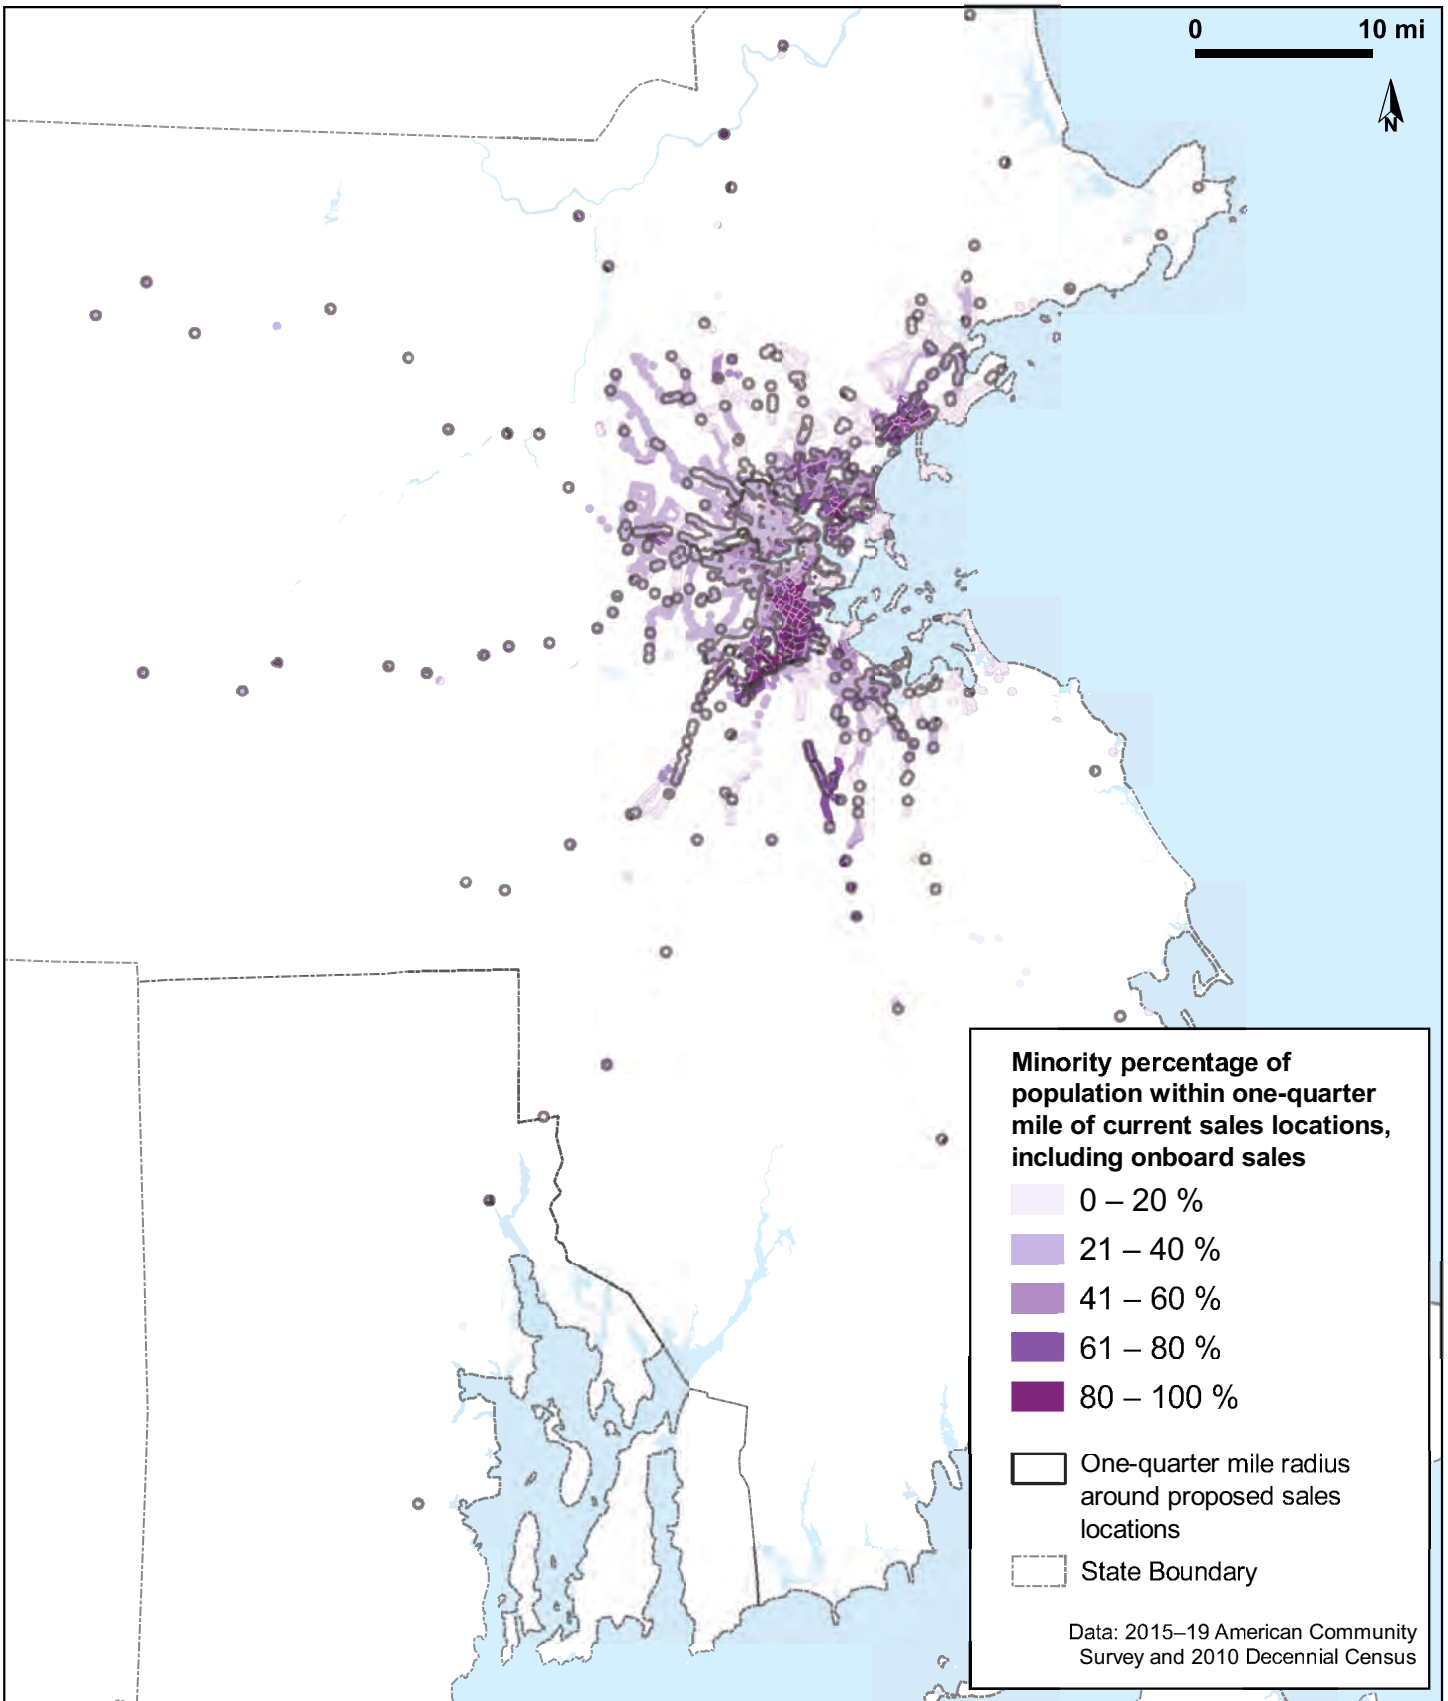 0 10 mi
N
Minority percentage of
population within one-quarter
mile of current sales locations,
including onboard sales
0 – 20 %
21 – 40 %
41 – 60 %
61 – 80 %
80 – 100 %
One-quarter mile radius
around proposed sales
locations
State Boundary
Data: 2015–19 American Community
Survey and 2010 Decennial Census